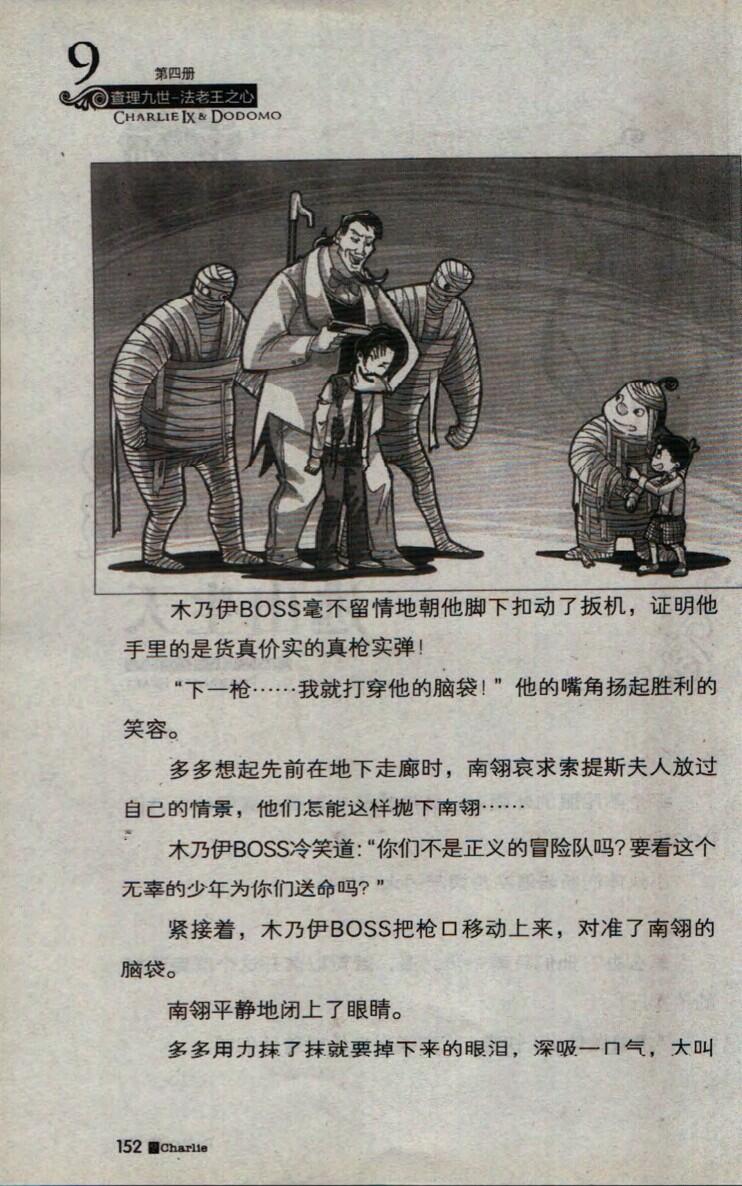 9
第四册
查理九世-法老王之心
CHARLIE IX & DODOMO
木乃伊BOSS毫不留情地朝他脚下扣动了扳机，证明他
手里的是货真价实的真枪实弹！
“下一枪……我就打穿他的脑袋！”他的嘴角扬起胜利的
笑容。
多多想起先前在地下走廊时，南翎哀求索提斯夫人放过
自己的情景，他们怎能这样抛下南翎……
木乃伊BOSS冷笑道：“你们不是正义的冒险队吗？要看这个
无辜的少年为你们送命吗？”
紧接着，木乃伊BOSS把枪口移动上来，对准了南翎的
脑袋。
南翎平静地闭上了眼睛。
多多用力抹了抹就要掉下来的眼泪，深吸一口气，大叫
152 Charlie